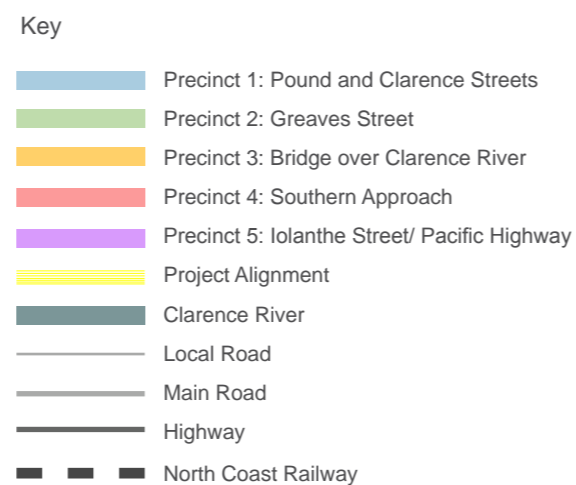 Key
Precinct 1: Pound and Clarence Streets
Precinct 2: Greaves Street
Precinct 3: Bridge over Clarence River
Precinct 4: Southern Approach
Precinct 5: Iolanthe Street/ Pacific Highway
Project Alignment
Clarence River
Local Road
Main Road
Highway
North Coast Railway